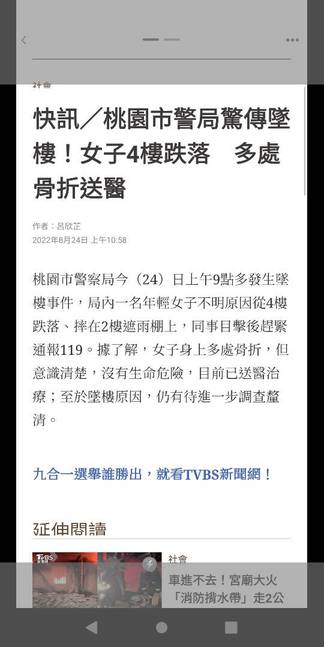 社會
快訊／桃園市警局驚傳墜
樓！女子4樓跌落　多處
骨折送醫
作者：呂欣芷
2022年8月24日 上午10:58
桃園市警察局今（24）日上午9點多發生墜
樓事件，局內一名年輕女子不明原因從4樓
跌落、摔在2樓遮雨棚上，同事目擊後趕緊
通報119。據了解，女子身上多處骨折，但
意識清楚，沒有生命危險，目前已送醫治
療；至於墜樓原因，仍有待進一步調查釐
清。
九合一選舉誰勝出，就看TVBS新聞網！
延伸閱讀
TVBS
社會
車進不去！宮廟大火
「消防揹水帶」走2公